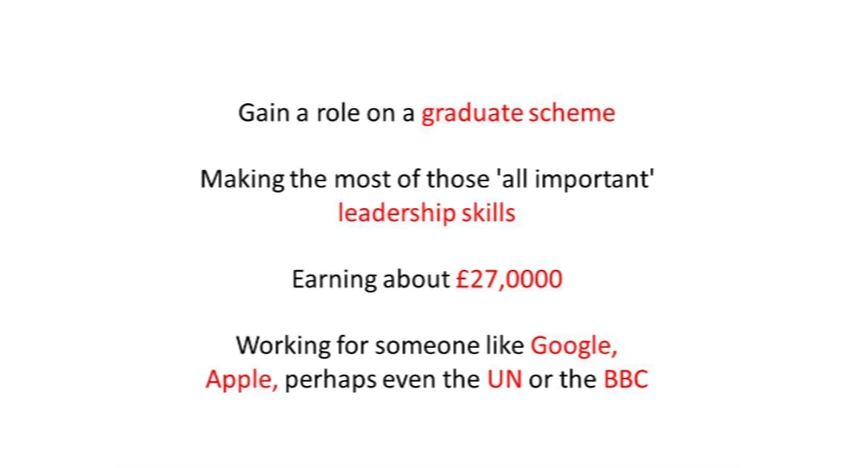 Gain a role on a graduate scheme
Making the most of those 'all important'
leadership skills
Earning about £27,0000
Working for someone like Google,
Apple, perhaps even the UN or the BBC